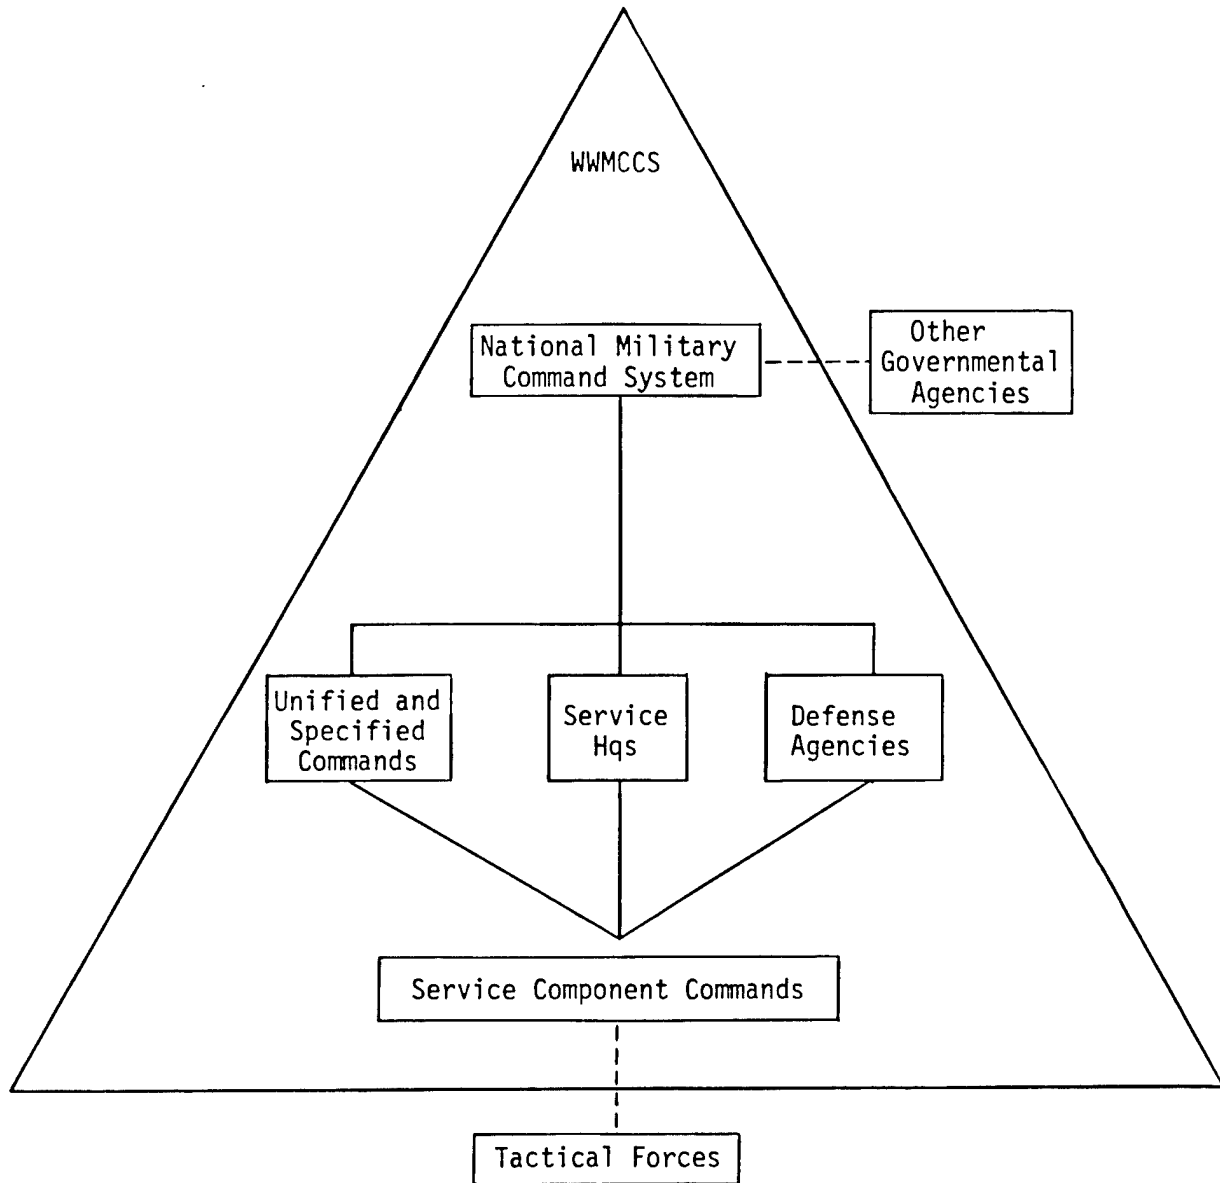 WWMCCS
National Military
Command System
Other
Governmental
Agencies
Unified and
Specified
Commands
Service
Hqs
Defense
Agencies
Service Component Commands
Tactical Forces